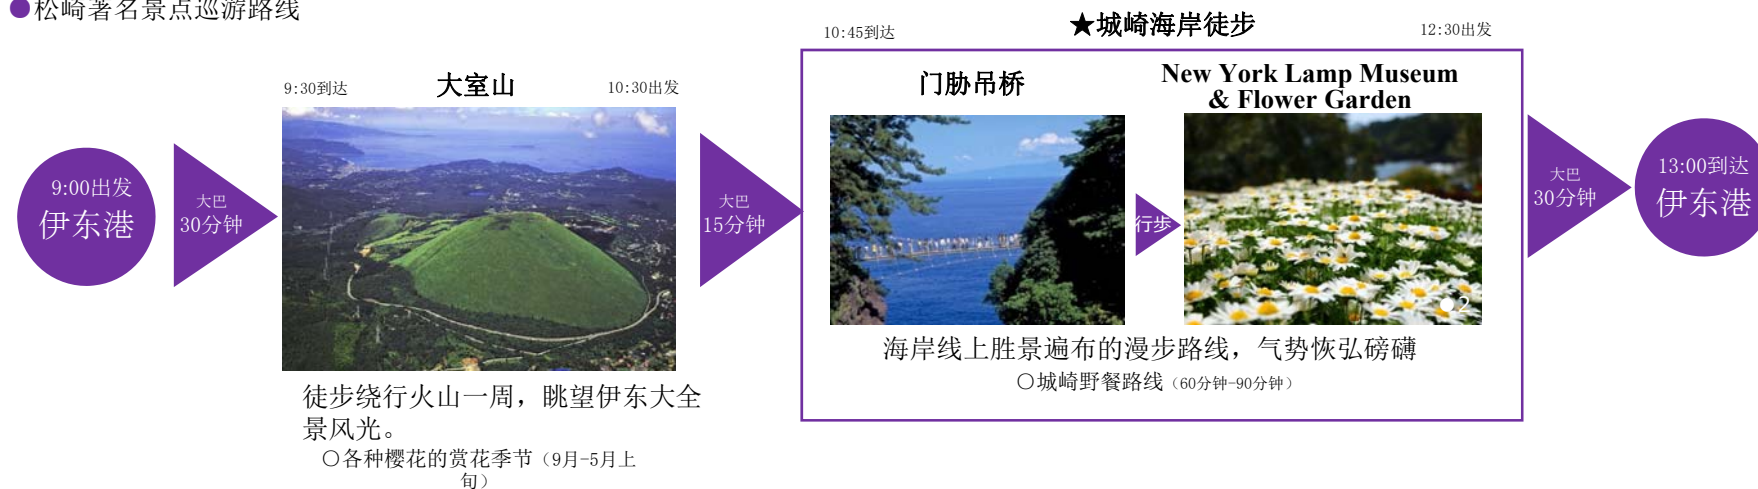 ●松崎著名景点巡游路线
9:00出发
伊东港
大巴
30分钟
9:30到达
大室山
10:30出发
徒步绕行火山一周，眺望伊东大全
景风光。
〇各种樱花的赏花季节（9月-5月上
旬）
大巴
15分钟
10:45到达
★城崎海岸徒步
12:30出发
门胁吊桥
行歩
New York Lamp Museum
& Flower Garden
●2
海岸线上胜景遍布的漫步路线，气势恢弘磅礴
〇城崎野餐路线（60分钟-90分钟）
大巴
30分钟
13:00到达
伊东港